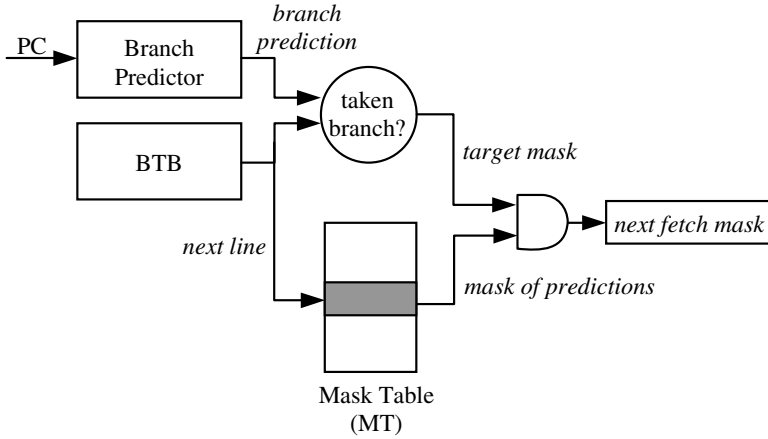 branch
prediction
PC
Branch
Predictor
taken
branch?
BTB
target mask
next line
next fetch mask
mask of predictions
Mask Table
(MT)